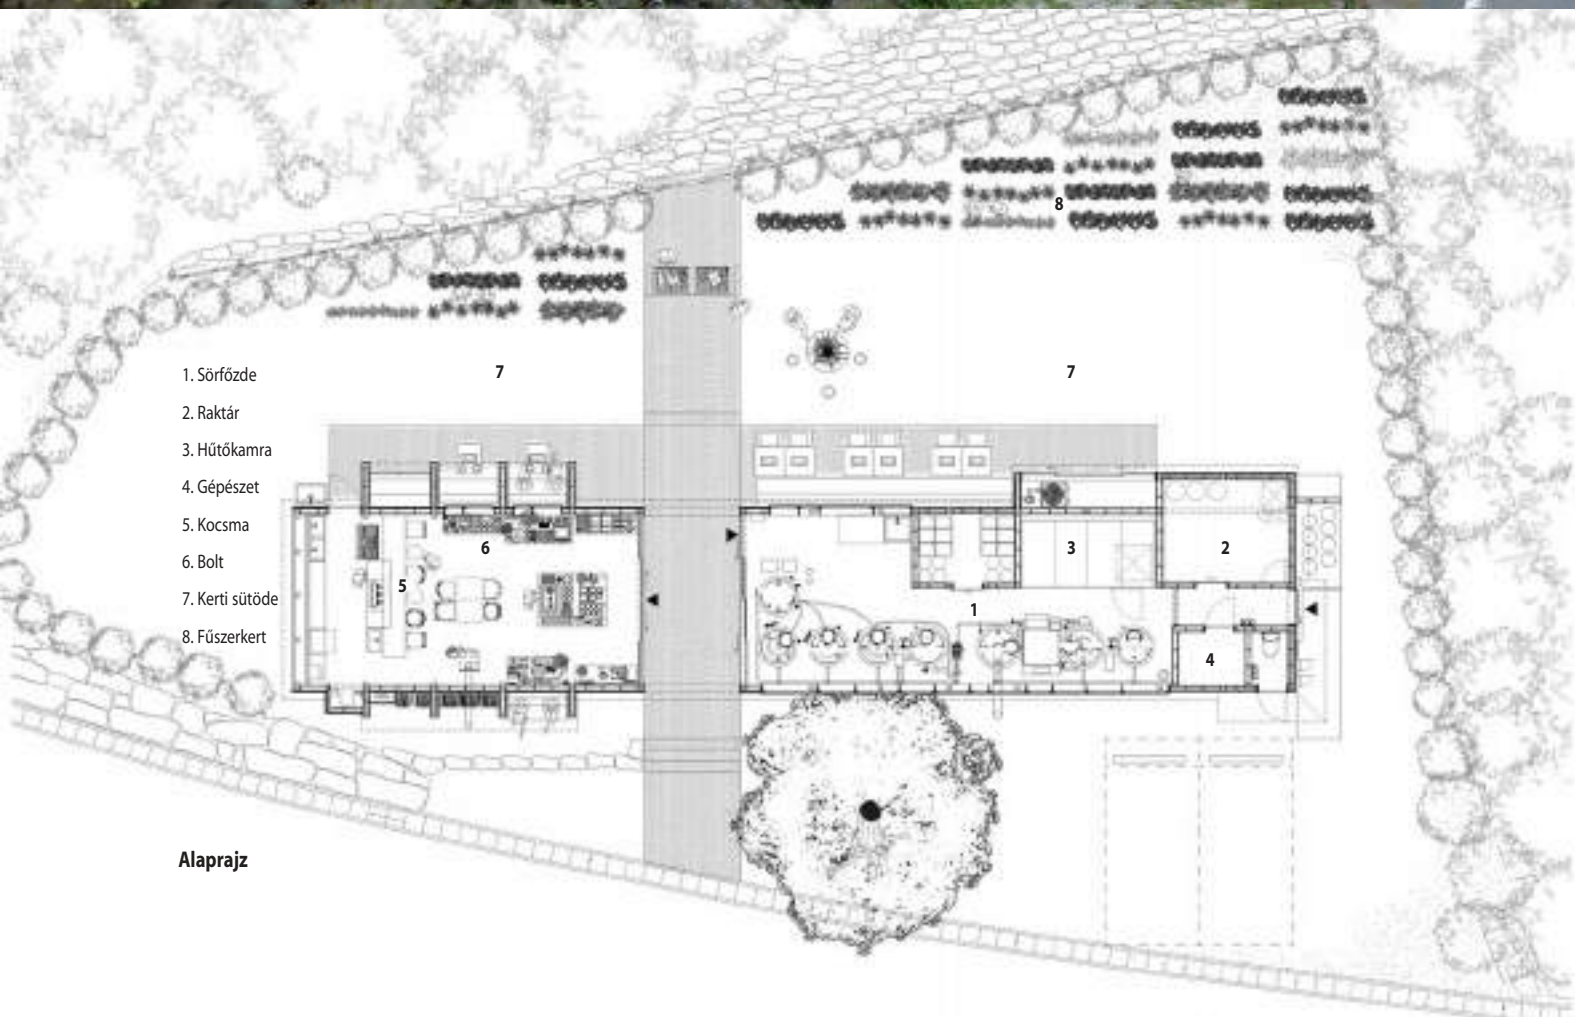 8
1. Sörfőzde
7
7
2. Raktár
3. Hűtőkamra
4. Gépészet
5. Kocsma
6. Bolt
6
3
2
7. Kerti sütöde
5
1
8. Fűszerkert
4
Alaprajz